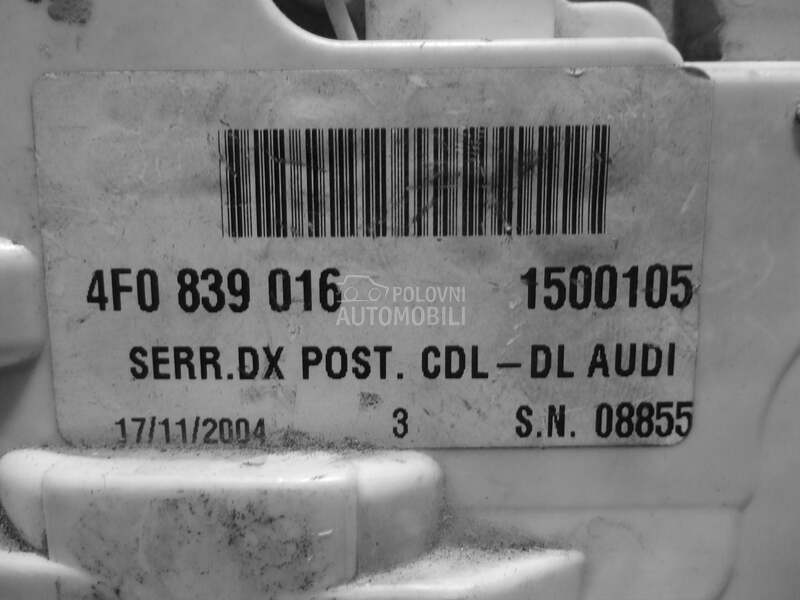 4F0 839 016 1500105
POLOVNI
AUTOMOBILI
SERR.DX POST. CDL-DL AUDI
17/11/2004 3 S.N. 08855